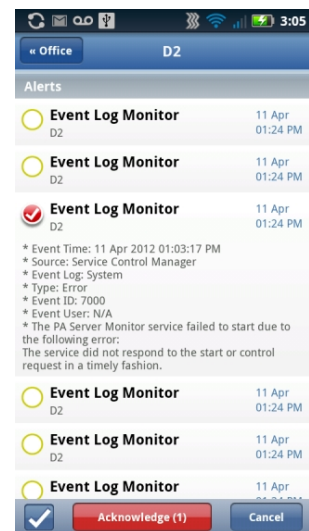 3:05
« Office
D2
Alerts
Event Log Monitor
11 Apr
D2
01:24 PM
Event Log Monitor
11 Apr
D2
01:24 PM
Event Log Monitor
11 Apr
D2
01:24 PM
* Event Time: 11 Apr 2012 01:03:17 PM
* Source: Service Control Manager
* Event Log: System
* Type: Error
* Event ID: 7000
* Event User: N/A
* The PA Server Monitor service failed to start due to
the following error:
The service did not respond to the start or control
request in a timely fashion.
Event Log Monitor
11 Apr
D2
01:24 PM
Event Log Monitor
11 Apr
D2
01:24 PM
Event Log Monitor
11 Apr
Acknowledge (1)
Cancel